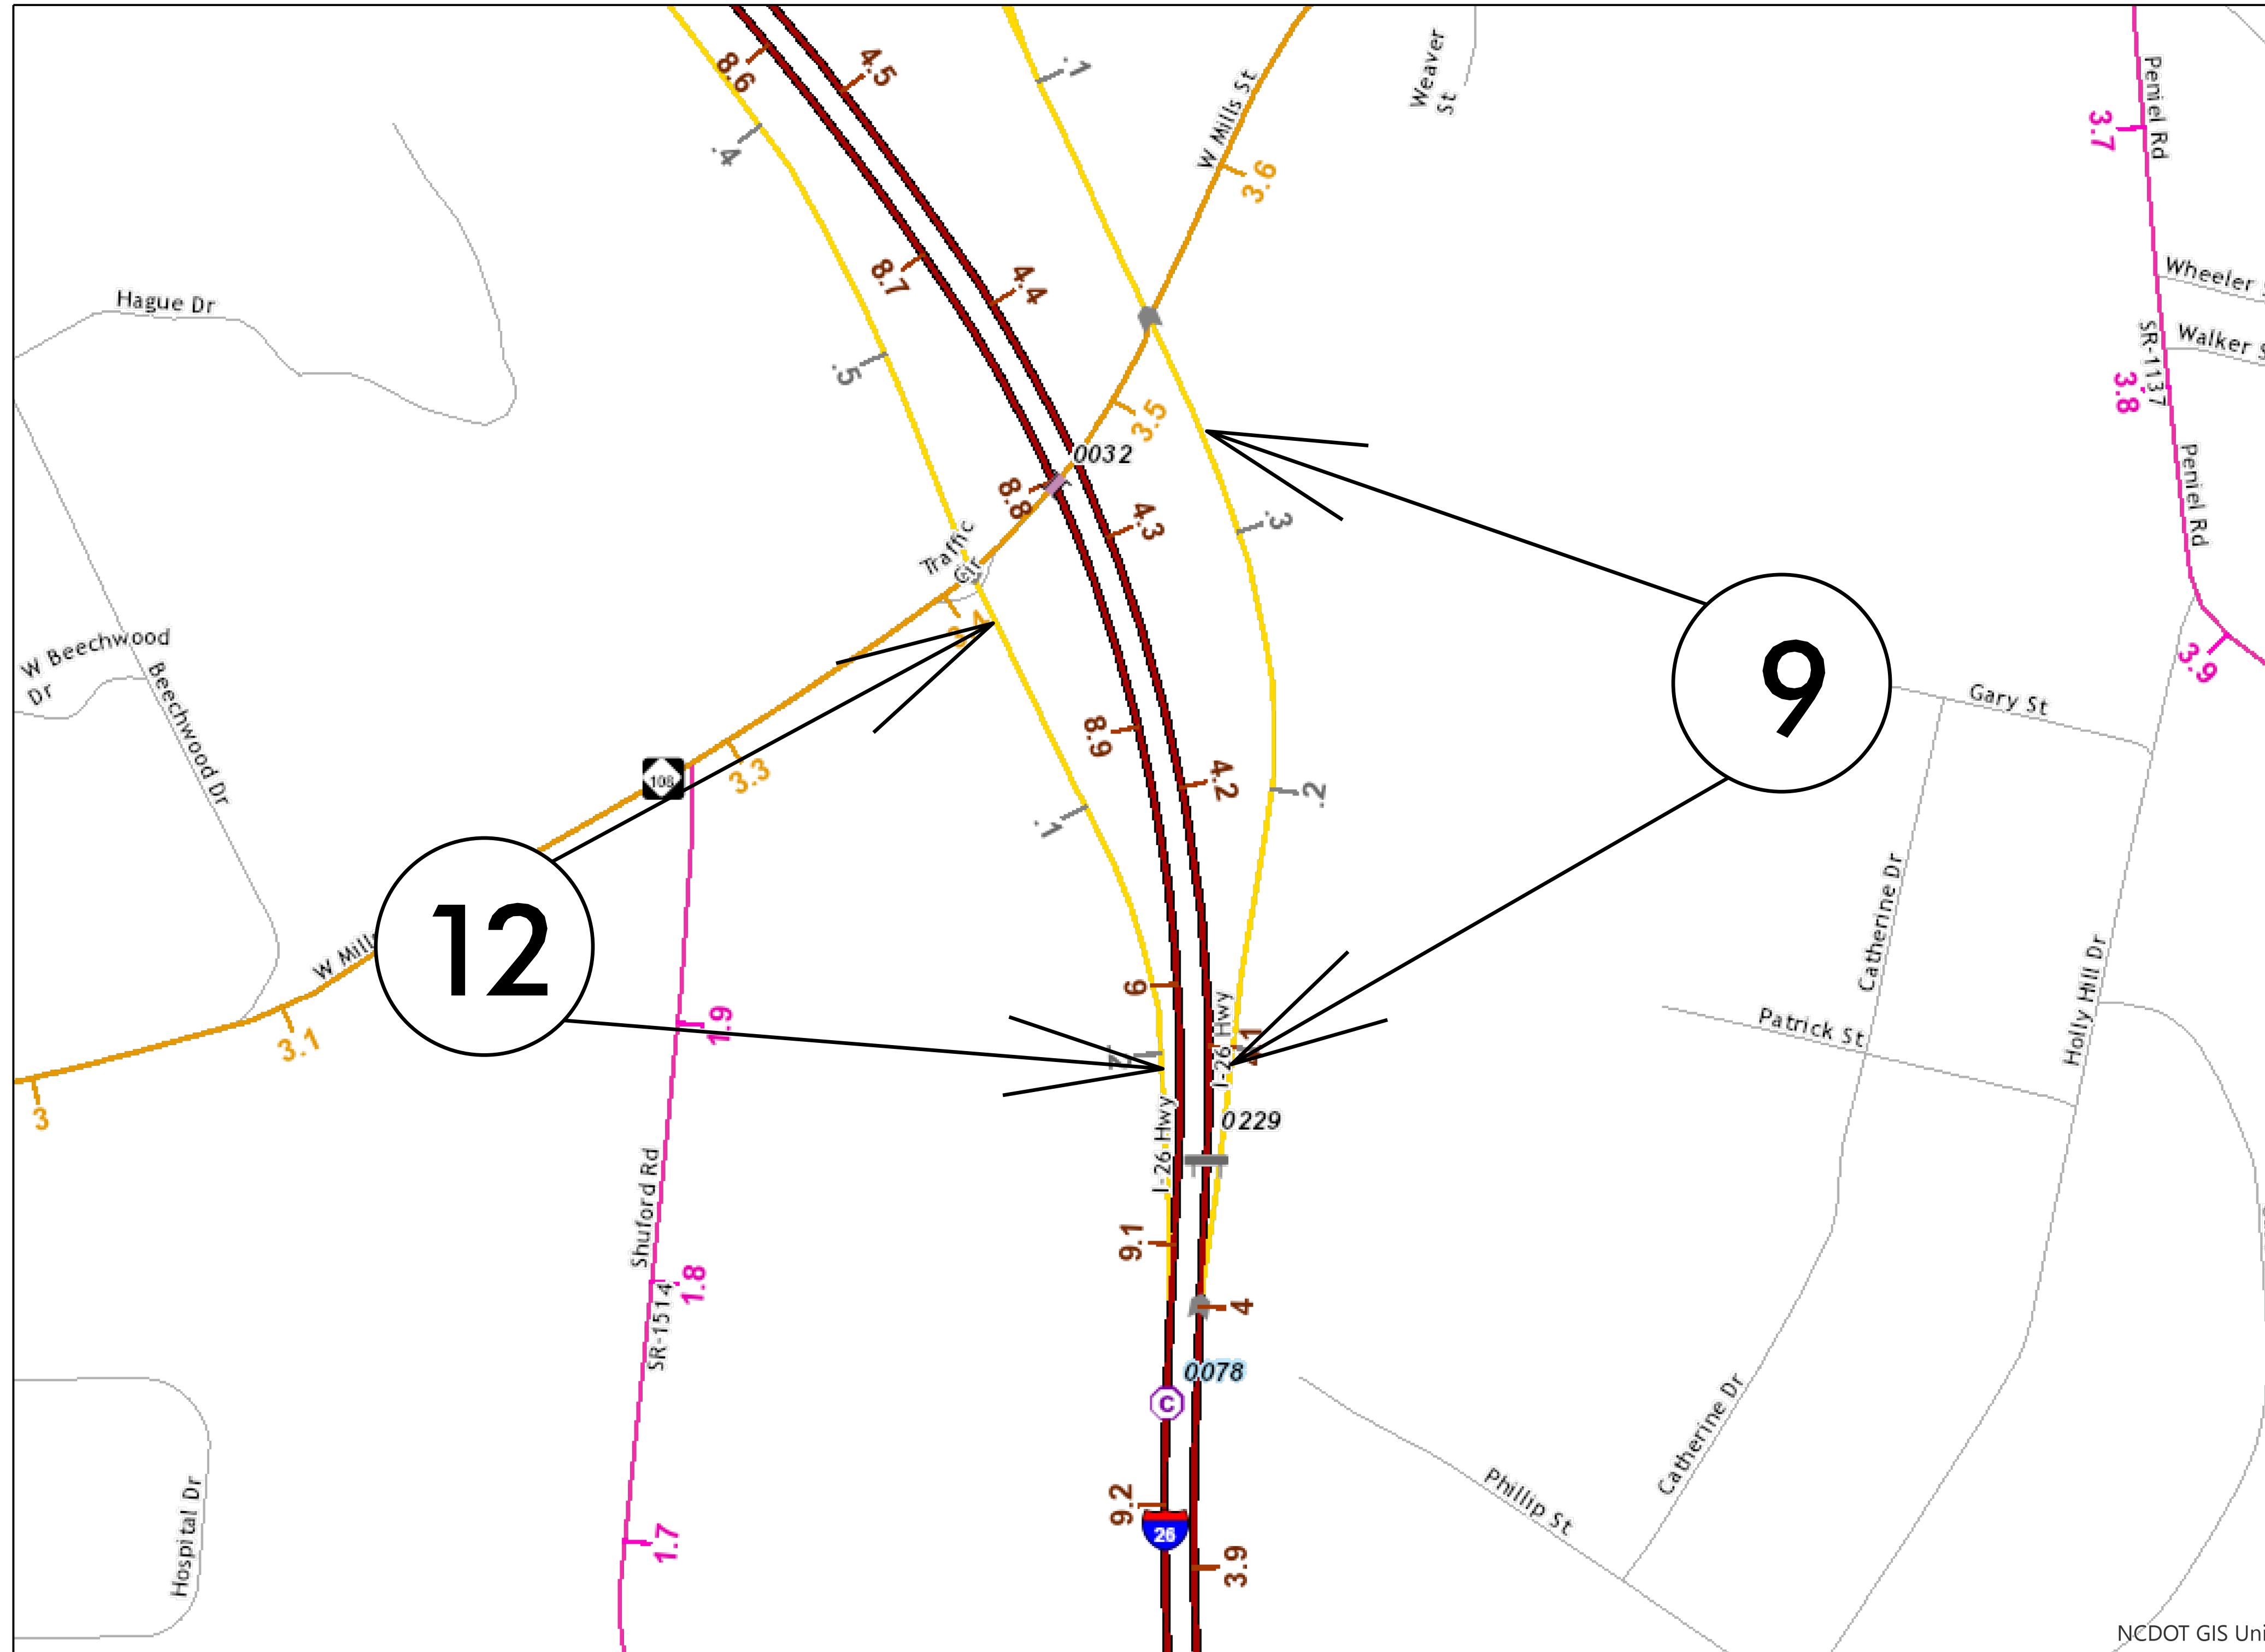 8.6
4.5
.1
Weaver
St
W Mills St
3.6
.4
Peniel Rd
3.7
8.7
4.4
Hague Dr
Wheeler
Walker
SR-1137
3.8
.5
3.5
0032
8.8
4.3
.3
Peniel Rd
Traffic
Cir
W Beechwood
Dr
Beechwood Dr
3.9
9
Gary St
8.9
4.2
.2
108
3.3
.1
12
Catherine Dr
W Mill
9
I-26 Hwy
1.9
3.1
Patrick St
Holly Hill Dr
3
0229
I-26 Hwy
Shuford Rd
9.1
1.8
4
SR-1514
0078
C
Catherine Dr
9.2
Phillip St
26
Hospital Dr
1.7
3.9
NCDOT GIS Uni